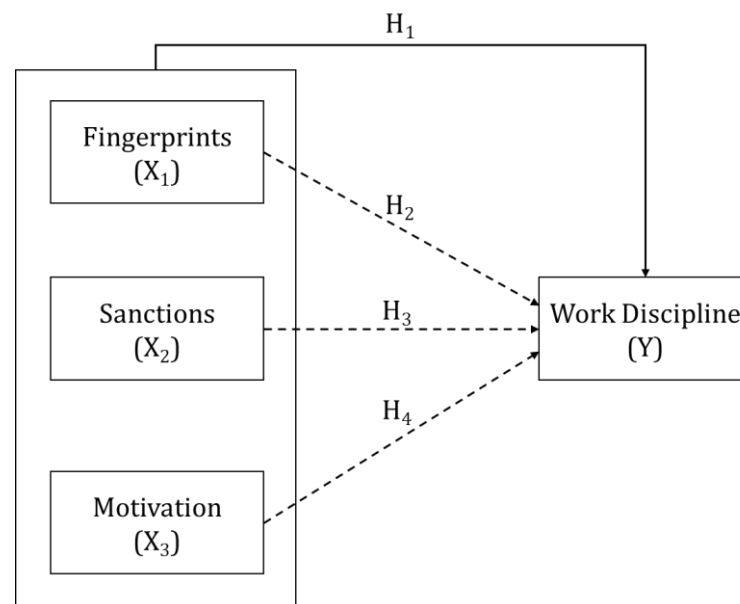 H₁
Fingerprints
(X₁)
H₂
Sanctions
(X₂)
H₃
Work Discipline
(Y)
H₄
Motivation
(X₃)